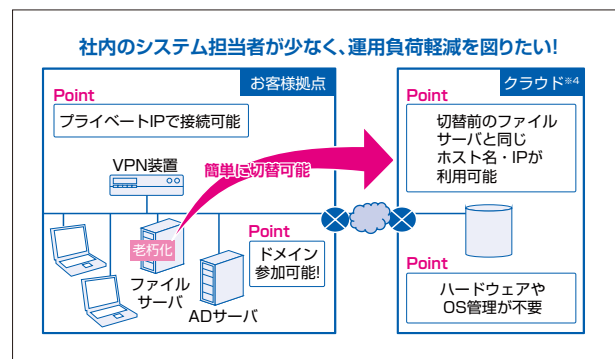 社内のシステム担当者が少なく、運用負荷軽減を図りたい!
お客様拠点
Point
プライベートIPで接続可能
VPN装置
簡単に切替可能
老朽化
ファイル
サーバ
ADサーバ
Point
ドメイン
参加可能!
クラウド※4
Point
切替前のファイル
サーバと同じ
ホスト名・IPが
利用可能
Point
ハードウェアや
OS管理が不要